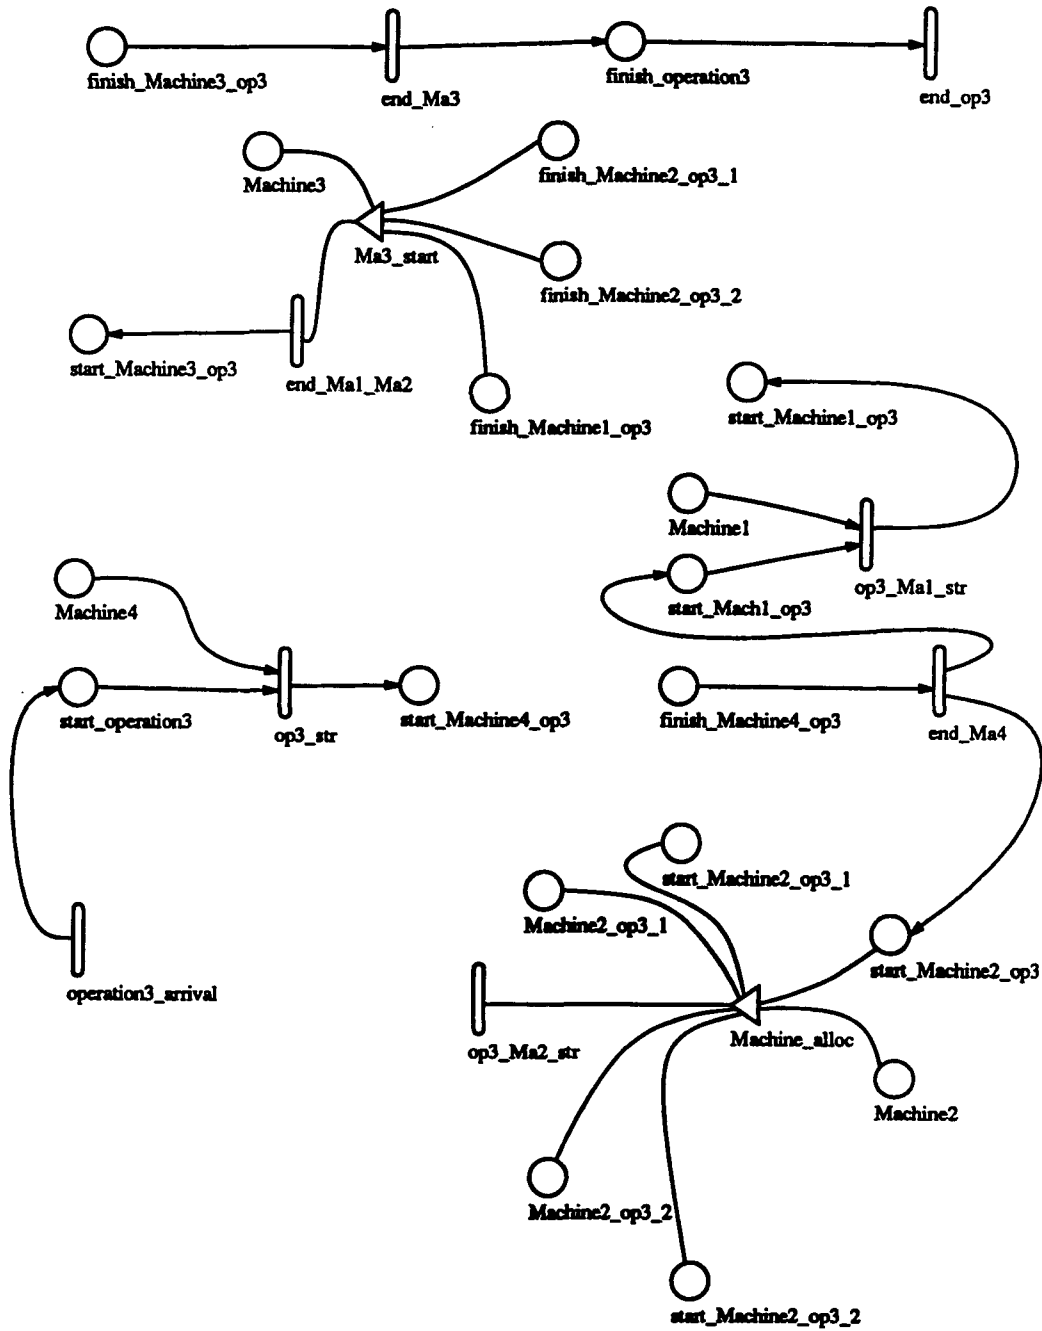 finish_Machine3_op3
end_Ma3
finish_operation3
end_op3
Machine3
finish_Machine2_op3_1
Ma3_start
finish_Machine2_op3_2
start_Machine3_op3
end_Ma1_Ma2
finish_Machine1_op3
start_Machine1_op3
Machine1
op3_Ma1_str
Machine4
start_Mach1_op3
start_operation3
op3_str
start_Machine4_op3
finish_Machine4_op3
end_Ma4
start_Machine2_op3_1
Machine2_op3_1
start_Machine2_op3
operation3_arrival
op3_Ma2_str
Machine_alloc
Machine2
Machine2_op3_2
start_Machine2_op3_2